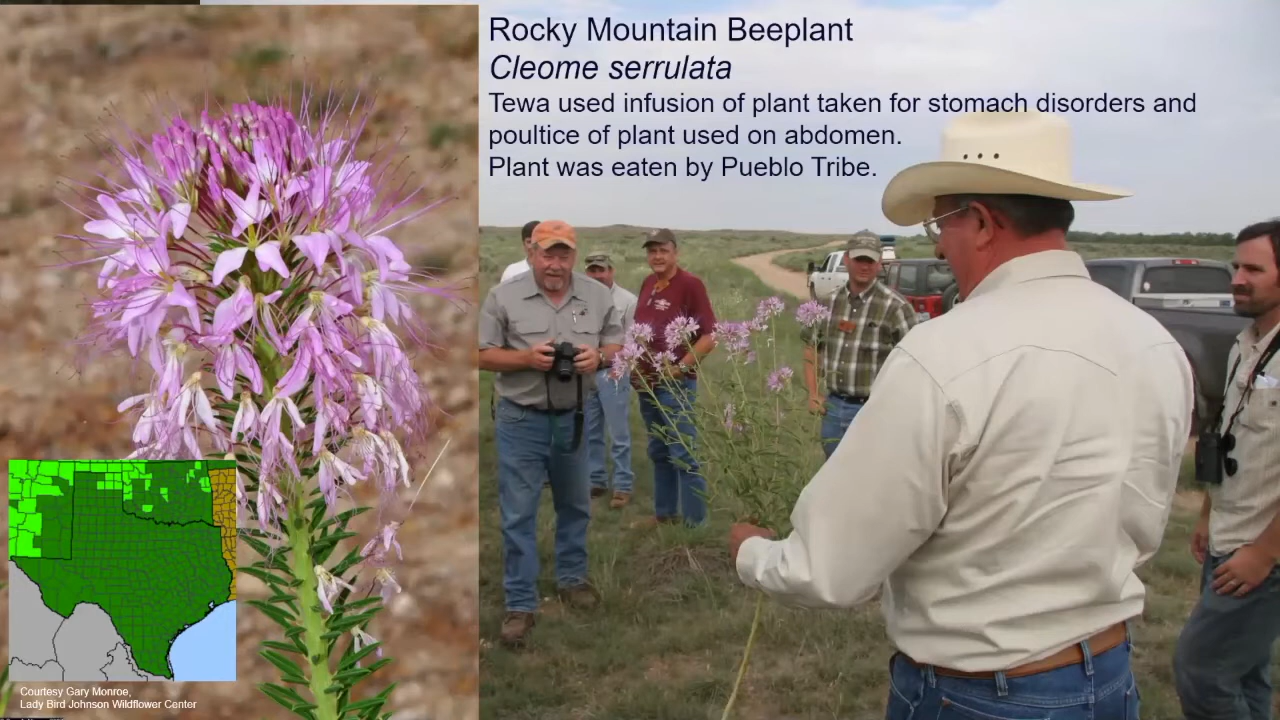 Rocky Mountain Beeplant
Cleome serrulata
Tewa used infusion of plant taken for stomach disorders and
poultice of plant used on abdomen.
Plant was eaten by Pueblo Tribe.
Courtesy Gary Monroe,
Lady Bird Johnson Wildflower Center